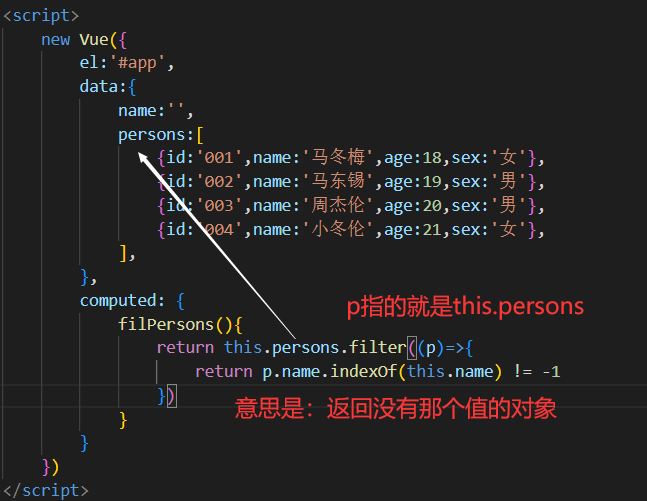 <script>
new Vue({
el:'#app',
data:{
name:'',
persons:[
{id:'001',name:'马冬梅',age:18,sex:'女'},
{id:'002',name:'马东锡',age:19,sex:'男'},
{id:'003',name:'周杰伦',age:20,sex:'男'},
{id:'004',name:'小冬伦',age:21,sex:'女'},
],
},
computed: {
p指的就是this.persons
filPersons(){
return this.persons.filter((p)=>{
return p.name.indexOf(this.name) != -1
})
意思是：返回没有那个值的对象
}
}
})
</script>